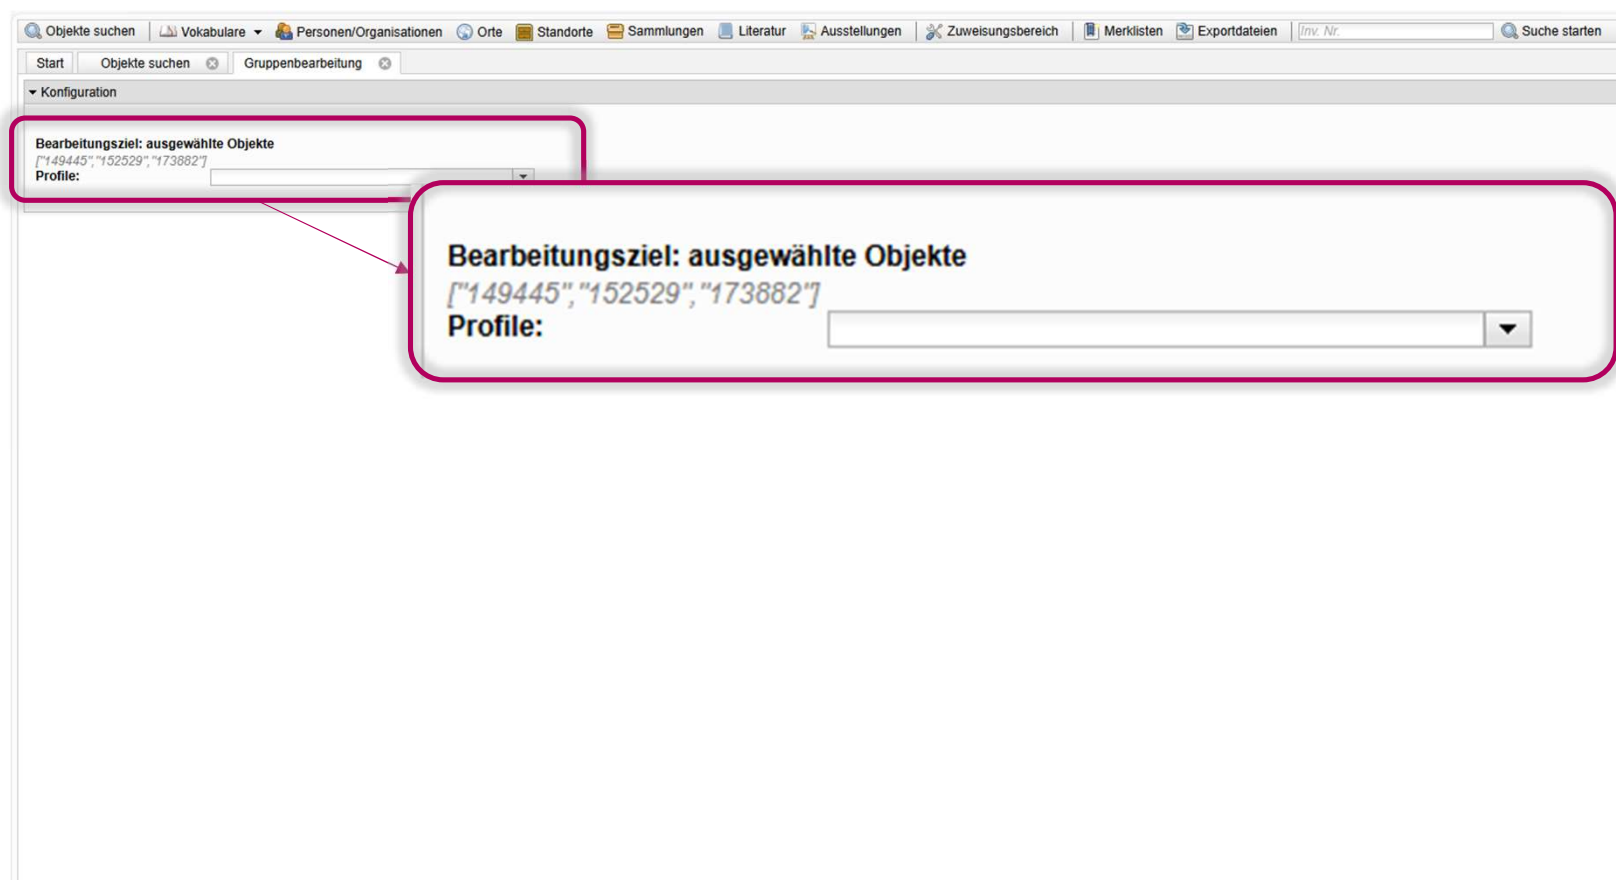 Objekte suchen Vokabulare Personen/Organisationen Orte Standorte Sammlungen Literatur Ausstellungen Zuweisungsbereich Merklisten Exportdateien Inv. Nr. Suche starten
Start Objekte suchen Gruppenbearbeitung
Konfiguration
Bearbeitungsziel: ausgewählte Objekte
["149445","152529","173882"]
Profile:
Bearbeitungsziel: ausgewählte Objekte
["149445","152529","173882"]
Profile: